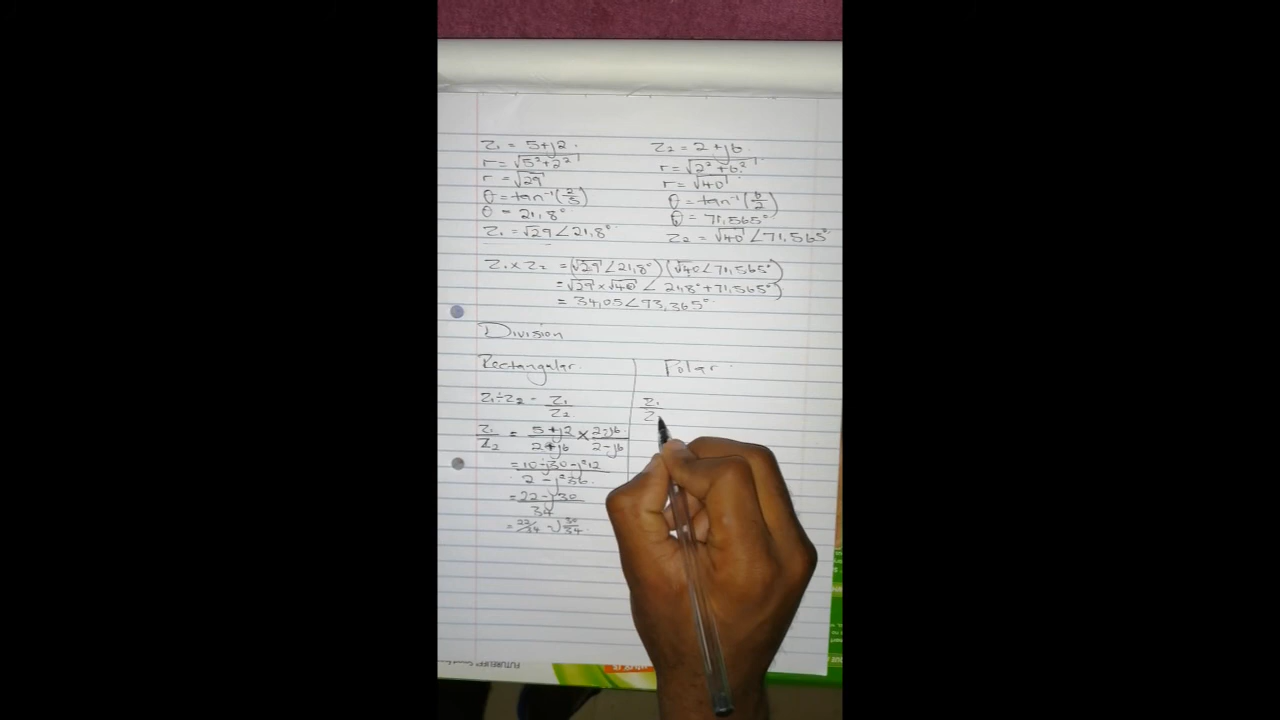 Z₁ = 5+j2.
r = √5²+2²
r = √29
θ = tan⁻¹(2/5)
θ = 21,8°
Z₁ = √29 ∠21,8°
Z₂ = 2+j6.
r = √2²+6²
r = √40
θ = tan⁻¹(6/2)
θ = 71,565°
Z₂ = √40 ∠71,565°
Z₁ x Z₂ = (√29 ∠21,8°)(√40 ∠71,565°)
= √29 x √40 ∠ 21,8° + 71,565°)
= 34,05∠93,365°
Division
Rectangular
Z₁÷Z₂ = Z₁/Z₂
Z₁/Z₂ = 5+j2/2+j6 × 2-j6/2-j6
= 10-j30-j²12/2-j²36
= 22-j30/34
= 22/34 - j 30/34
Polar
Z₁
Z
FUTURELIFE